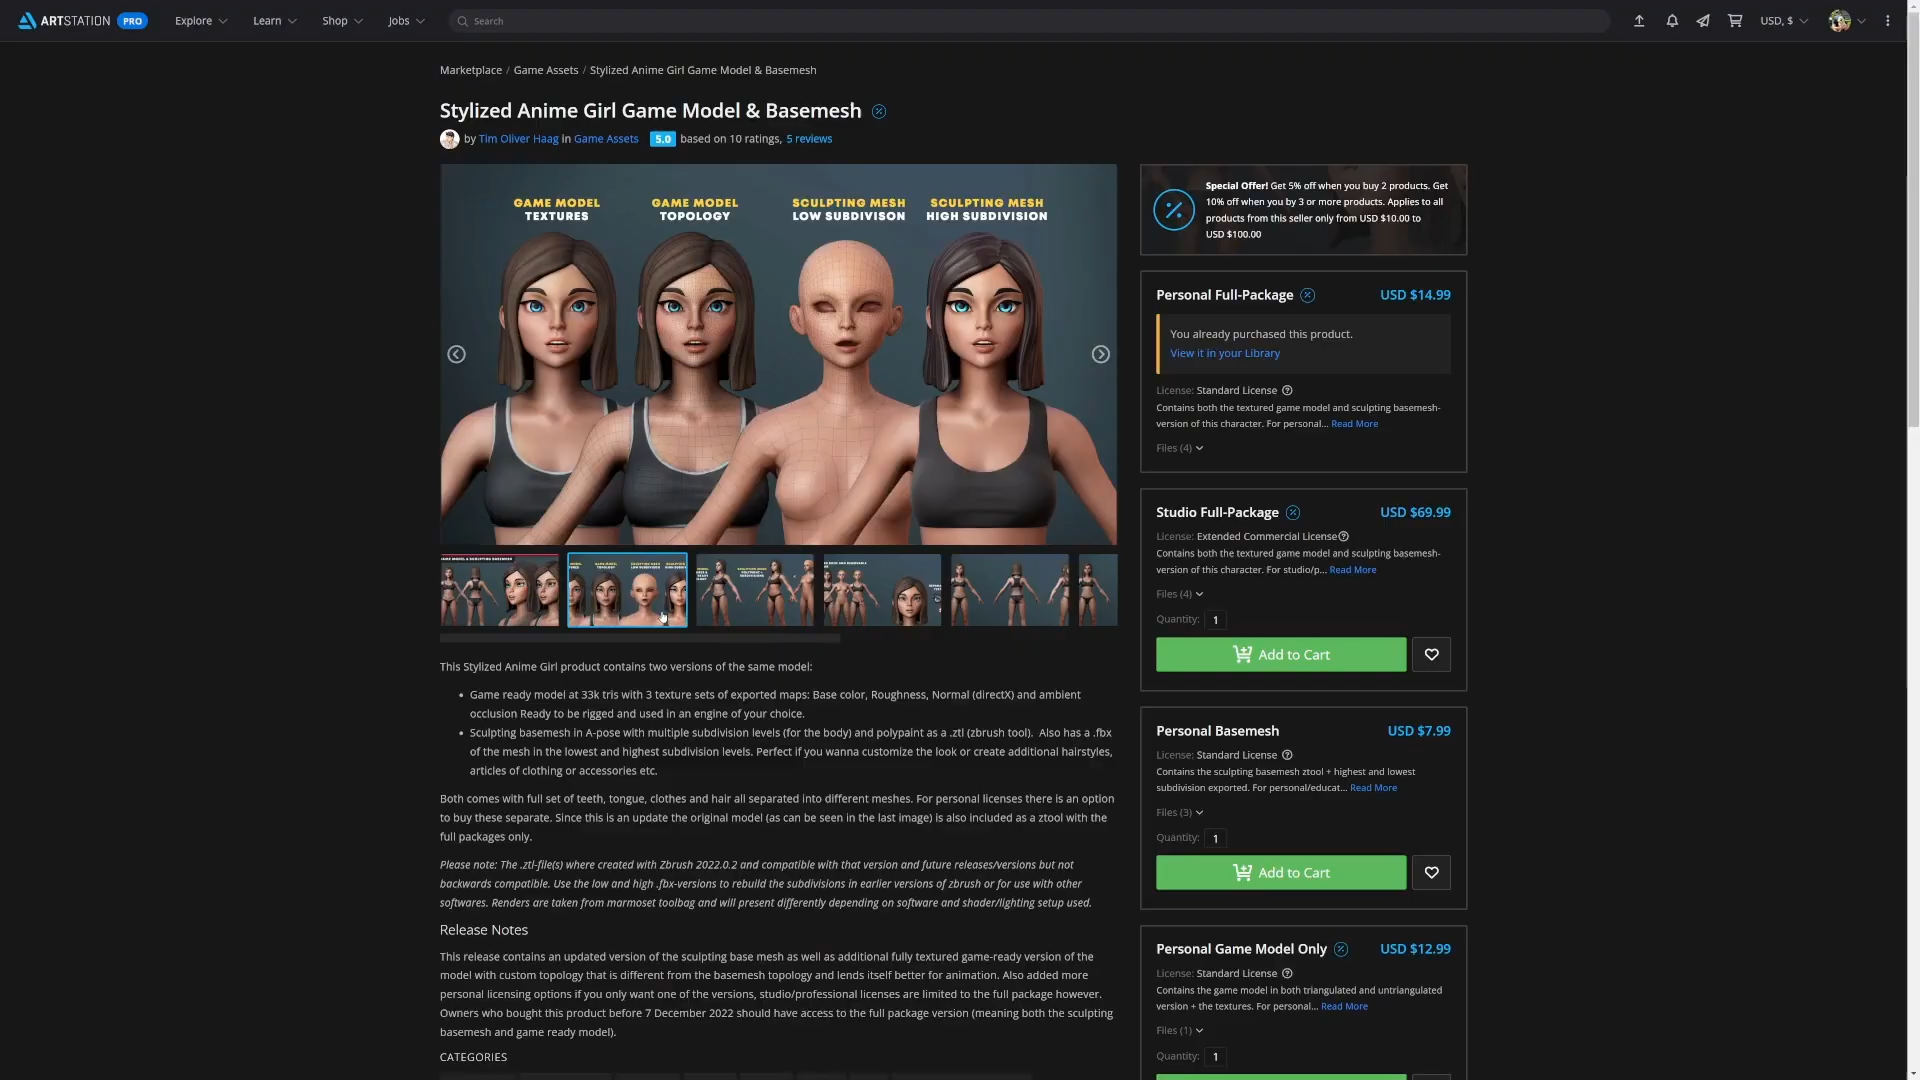 ARTSTATION PRO Explore Learn Shop Jobs Search USD, $
Marketplace / Game Assets / Stylized Anime Girl Game Model & Basemesh
Stylized Anime Girl Game Model & Basemesh
by Tim Oliver Haag in Game Assets 5.0 based on 10 ratings, 5 reviews
GAME MODEL
TEXTURES
GAME MODEL
TOPOLOGY
SCULPTING MESH
LOW SUBDIVISON
SCULPTING MESH
HIGH SUBDIVISION
This Stylized Anime Girl product contains two versions of the same model:
• Game ready model at 33k tris with 3 texture sets of exported maps: Base color, Roughness, Normal (directX) and ambient
occlusion Ready to be rigged and used in an engine of your choice.
• Sculpting basemesh in A-pose with multiple subdivision levels (for the body) and polypaint as a .ztl (zbrush tool). Also has a .fbx
of the mesh in the lowest and highest subdivision levels. Perfect if you wanna customize the look or create additional hairstyles,
articles of clothing or accessories etc.
Both comes with full set of teeth, tongue, clothes and hair all separated into different meshes. For personal licenses there is an option
to buy these separate. Since this is an update the original model (as can be seen in the last image) is also included as a ztool with the
full packages only.
Please note: The .ztl-file(s) where created with Zbrush 2022.0.2 and compatible with that version and future releases/versions but not
backwards compatible. Use the low and high .fbx-versions to rebuild the subdivisions in earlier versions of zbrush or for use with other
softwares. Renders are taken from marmoset toolbag and will present differently depending on software and shader/lighting setup used.
Release Notes
This release contains an updated version of the sculpting base mesh as well as additional fully textured game-ready version of the
model with custom topology that is different from the basemesh topology and lends itself better for animation. Also added more
personal licensing options if you only want one of the versions, studio/professional licenses are limited to the full package however.
Owners who bought this product before 7 December 2022 should have access to the full package version (meaning both the sculpting
basemesh and game ready model).
CATEGORIES
Special Offer! Get 5% off when you buy 2 products. Get
10% off when you by 3 or more products. Applies to all
products from this seller only from USD $10.00 to
USD $100.00
Personal Full-Package USD $14.99
You already purchased this product.
View it in your Library
License: Standard License
Contains both the textured game model and sculpting basemesh-
version of this character. For personal... Read More
Files (4)
Studio Full-Package USD $69.99
License: Extended Commercial License
Contains both the textured game model and sculpting basemesh-
version of this character. For studio/p... Read More
Files (4)
Quantity: 1
Add to Cart
Personal Basemesh USD $7.99
License: Standard License
Contains the sculpting basemesh ztool + highest and lowest
subdivision exported. For personal/educat... Read More
Files (3)
Quantity: 1
Add to Cart
Personal Game Model Only USD $12.99
License: Standard License
Contains the game model in both triangulated and untriangulated
version + the textures. For personal... Read More
Files (1)
Quantity: 1